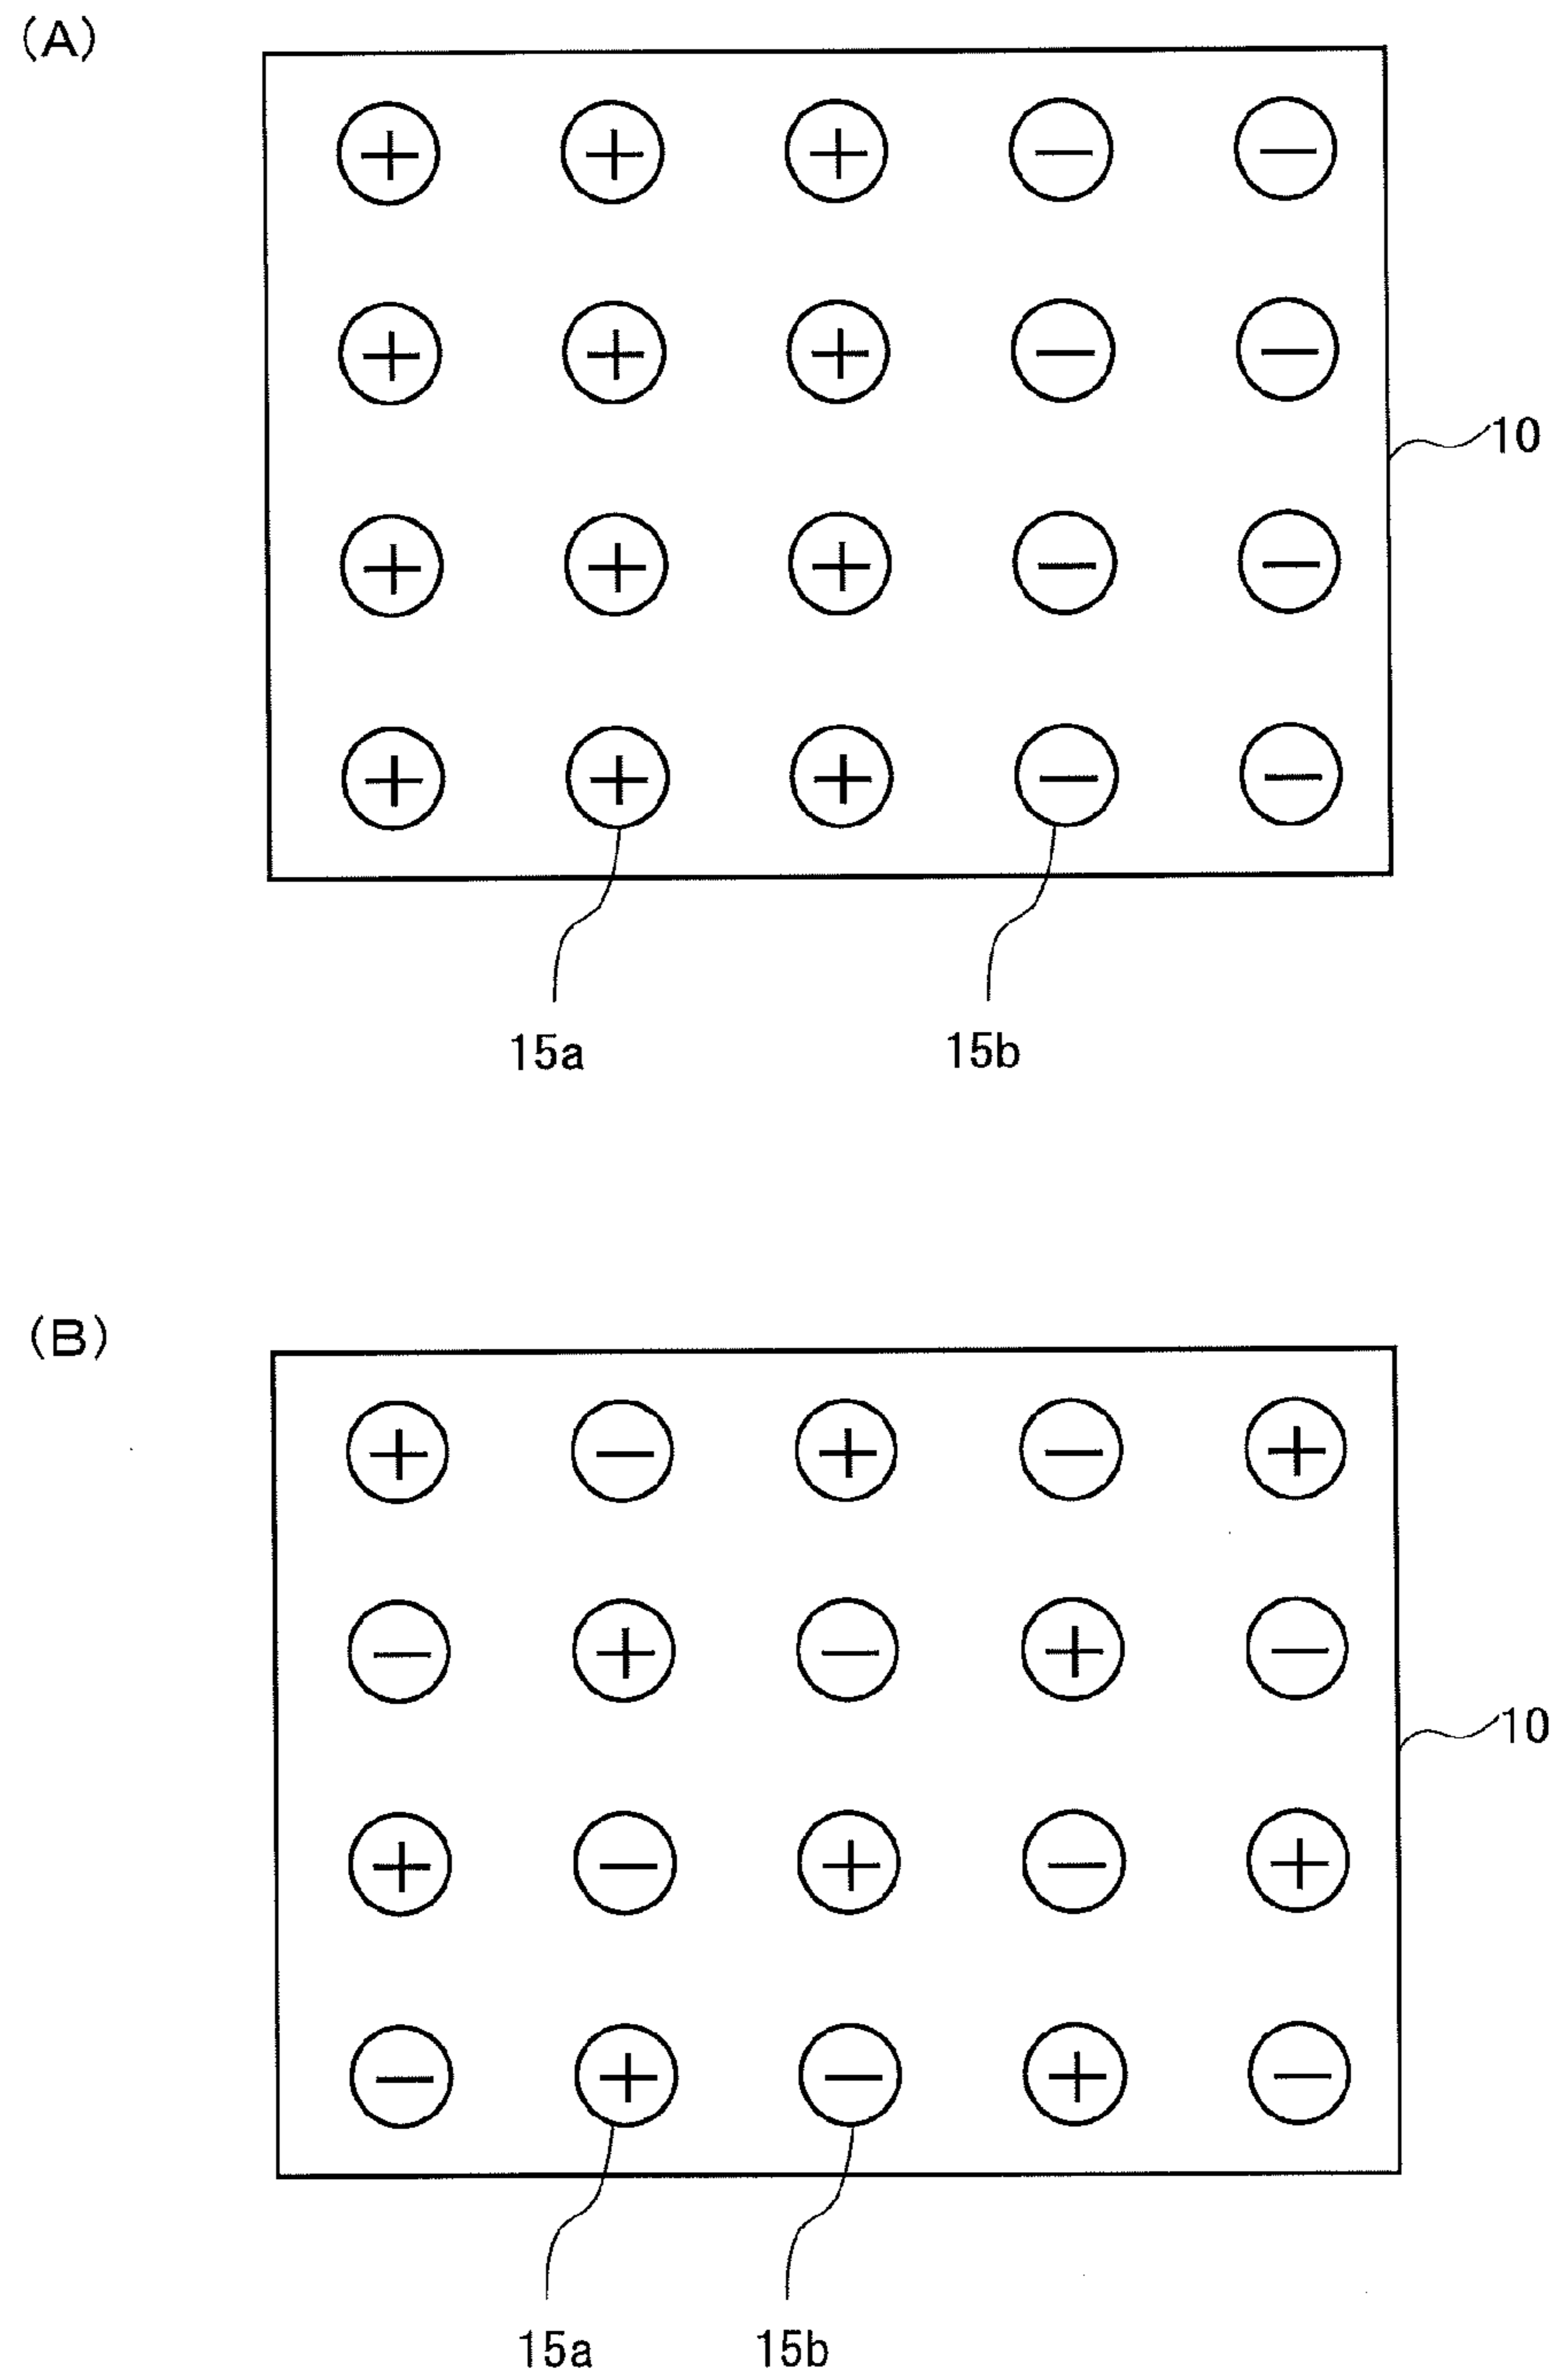 (A)
+ + + − −
+ + + − −
10
+ + + − −
+ + + − −
15a 15b
(B)
+ − + − +
− + − + −
10
+ − + − +
− + − + −
15a 15b